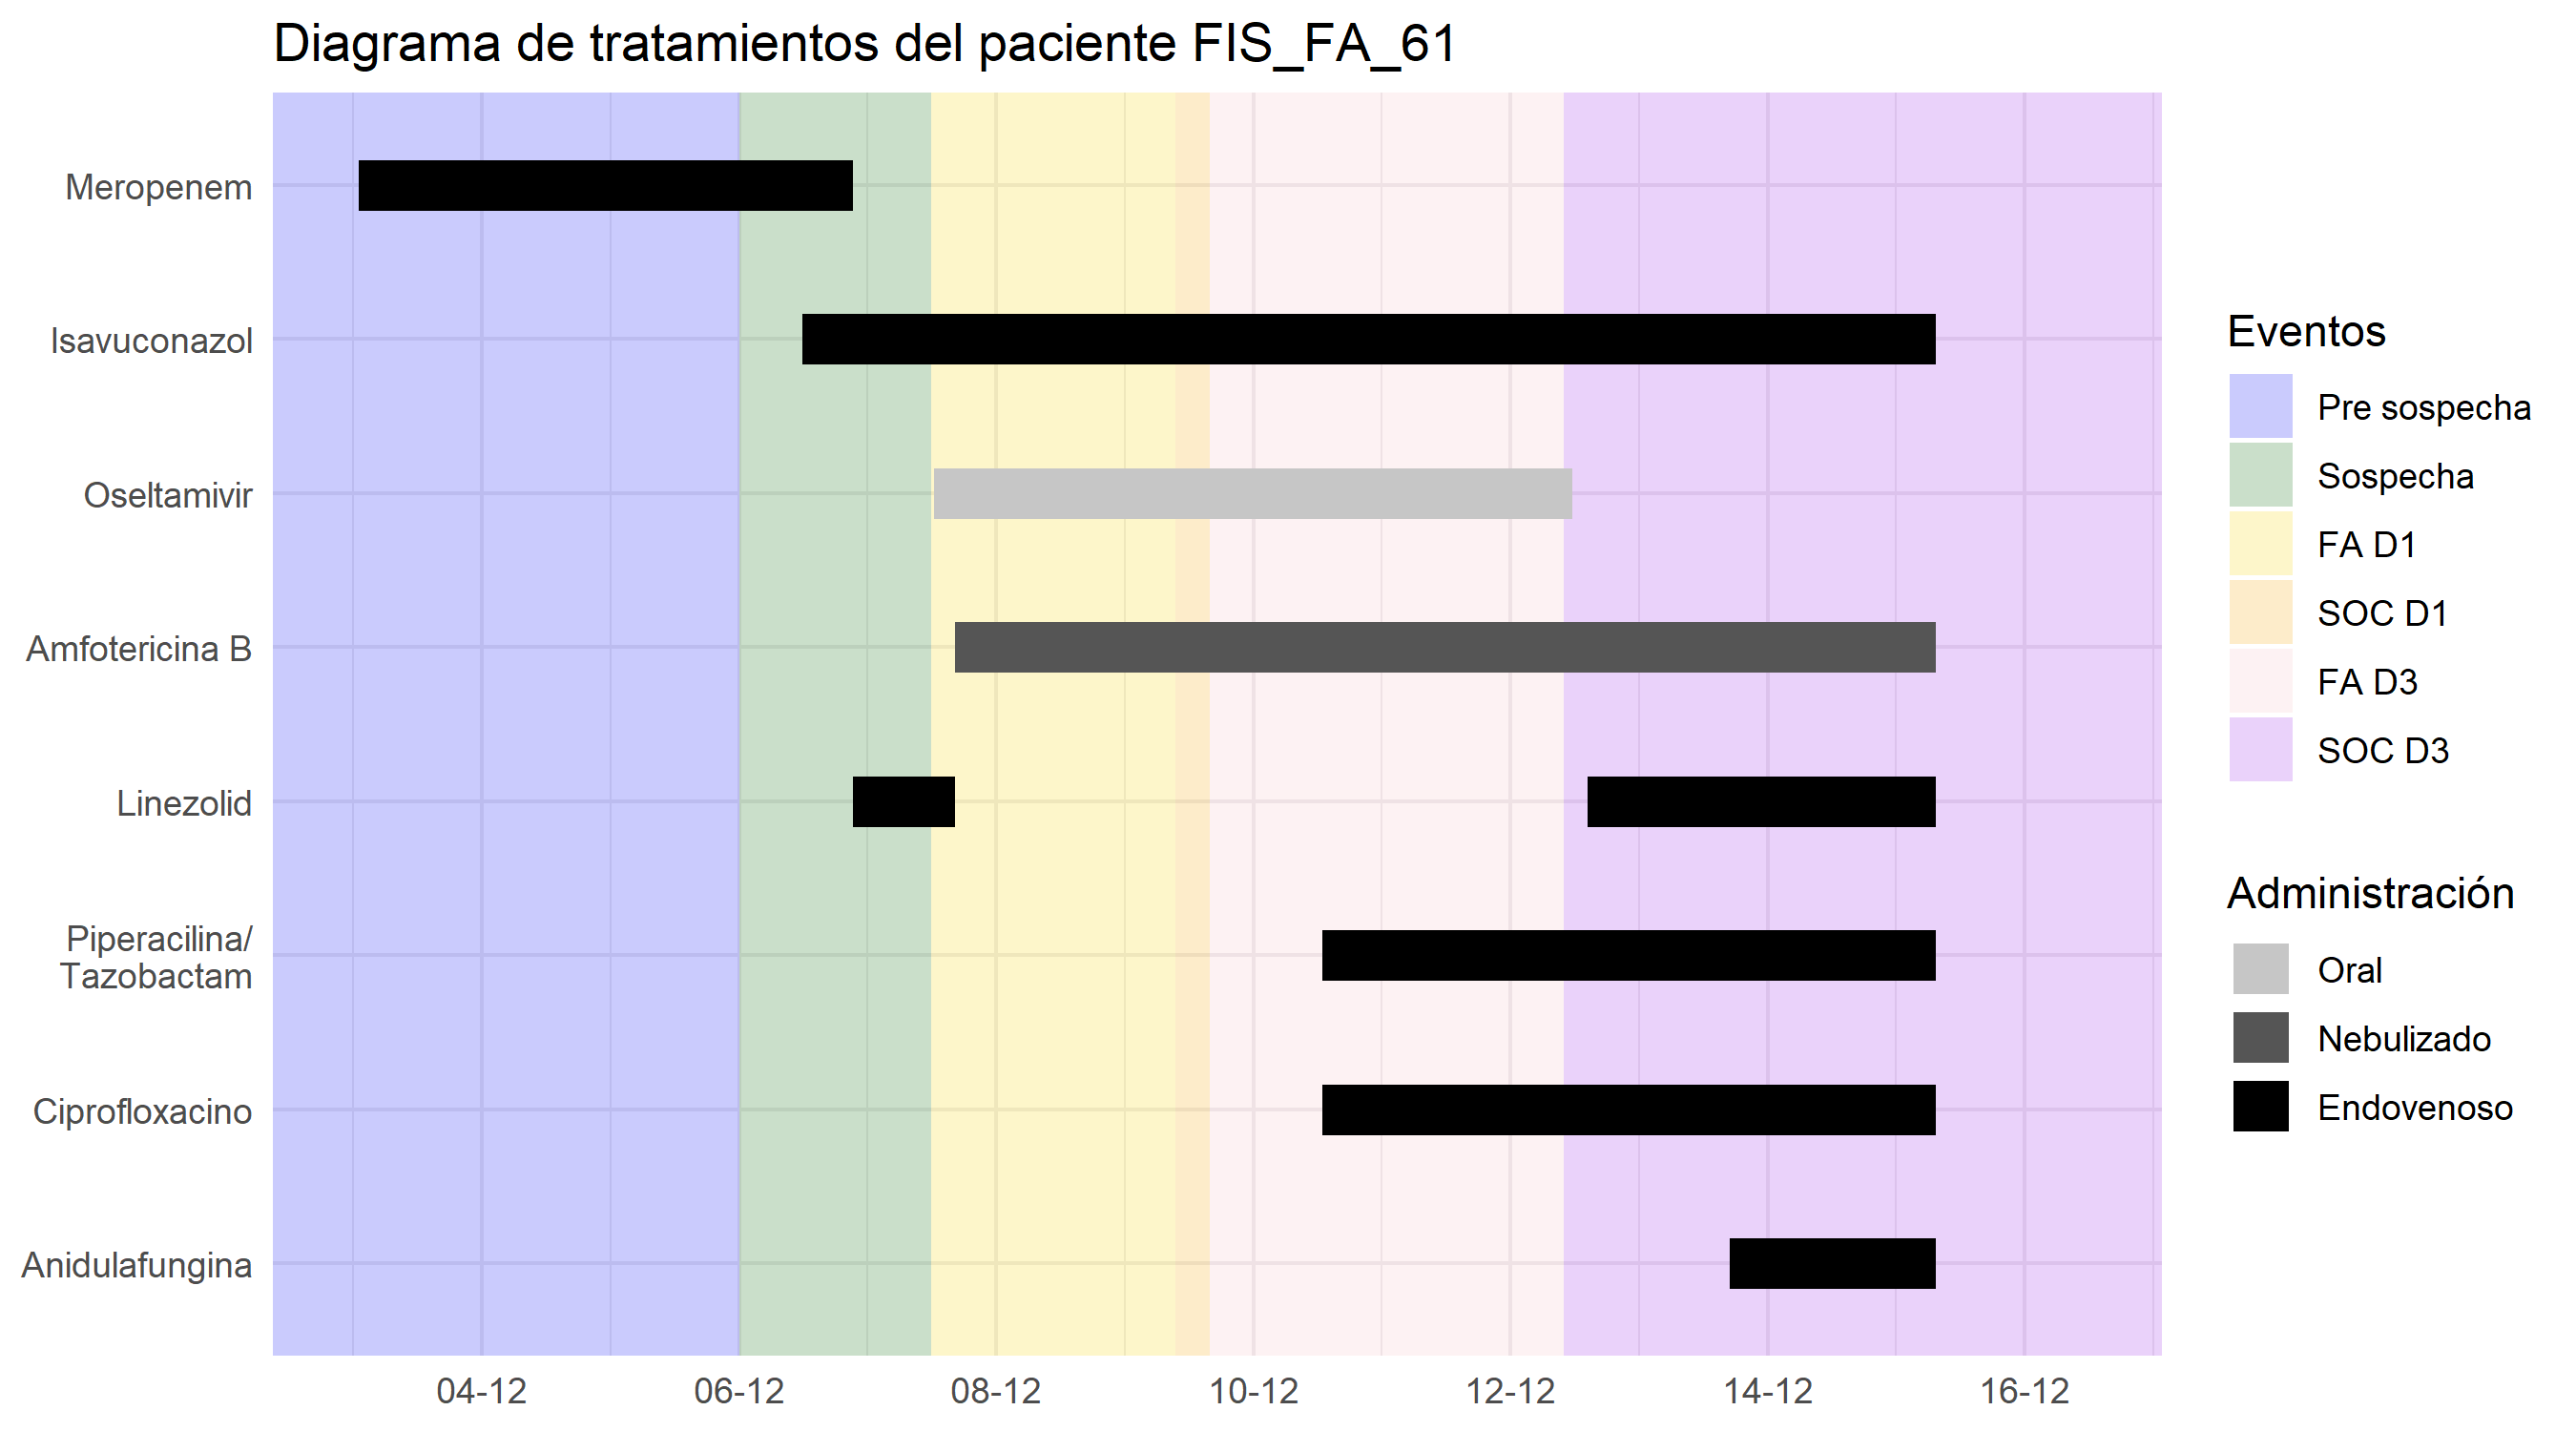 Diagrama de tratamientos del paciente FIS_FA_61
Meropenem
Isavuconazol
Oseltamivir
Amfotericina B
Linezolid
Piperacilina/
Tazobactam
Ciprofloxacino
Anidulafungina
04-12
06-12
08-12
10-12
12-12
14-12
16-12
Eventos
Pre sospecha
Sospecha
FA D1
SOC D1
FA D3
SOC D3
Administración
Oral
Nebulizado
Endovenoso